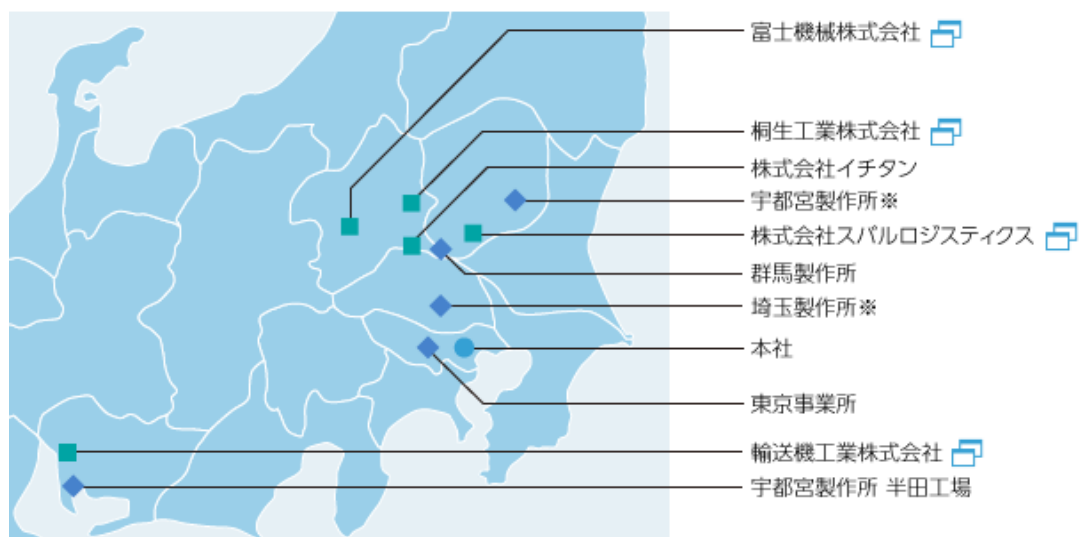 富士機械株式会社
桐生工業株式会社
株式会社イチタン
宇都宮製作所※
株式会社スバルロジスティクス
群馬製作所
埼玉製作所※
本社
東京事業所
輸送機工業株式会社
宇都宮製作所 半田工場